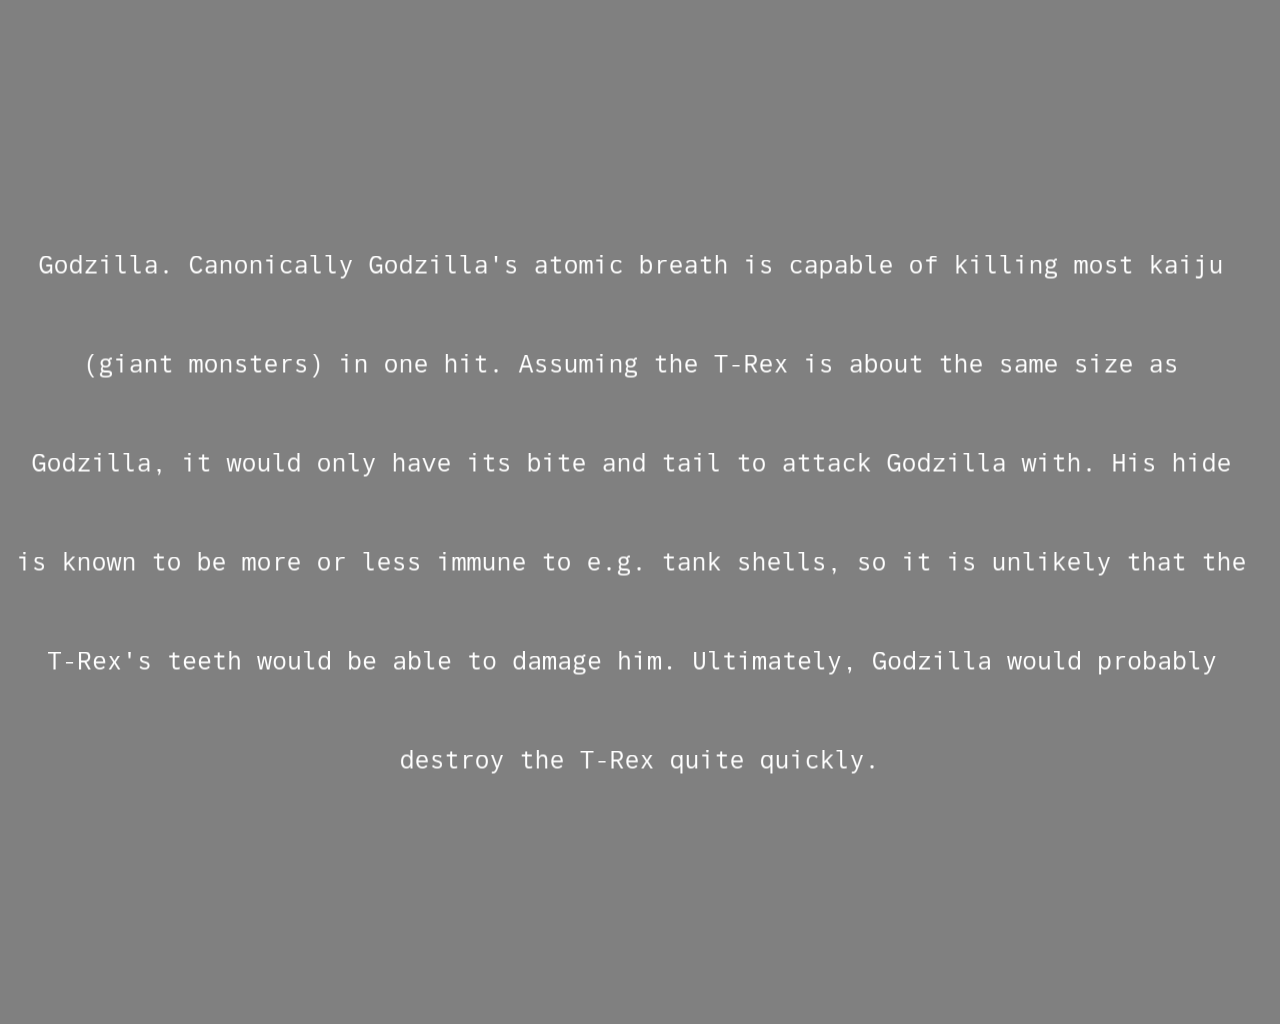 Godzilla. Canonically Godzilla's atomic breath is capable of killing most kaiju
(giant monsters) in one hit. Assuming the T-Rex is about the same size as
Godzilla, it would only have its bite and tail to attack Godzilla with. His hide
is known to be more or less immune to e.g. tank shells, so it is unlikely that the
T-Rex's teeth would be able to damage him. Ultimately, Godzilla would probably
destroy the T-Rex quite quickly.